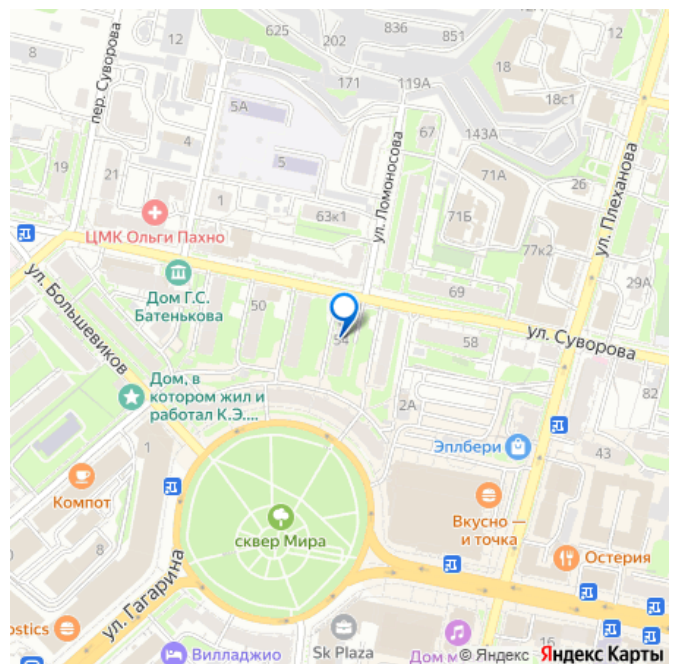 625
202
836
851
8
12
пер. Суворова
12
171
119А
18
18с1
5А
4
67
143А
19
21
5
71А
26
1
ул. Ломоносова
ул. Плеханова
63к1
71Б
ЦМК Ольги Пахно
77к2
29А
Дом Г.С.
Батенькова
50
69
ул. Большевиков
54
58
ул. Суворова
82
Дом, в
котором жил и
работал К.Э....
2А
1
Эплбери
43
Компот
Вкусно —
и точка
сквер Мира
Остерия
8
ул. Гагарина
ostics
Вилладжио
Sk Plaza
Дом м
16
© Яндекс Яндекс Карты